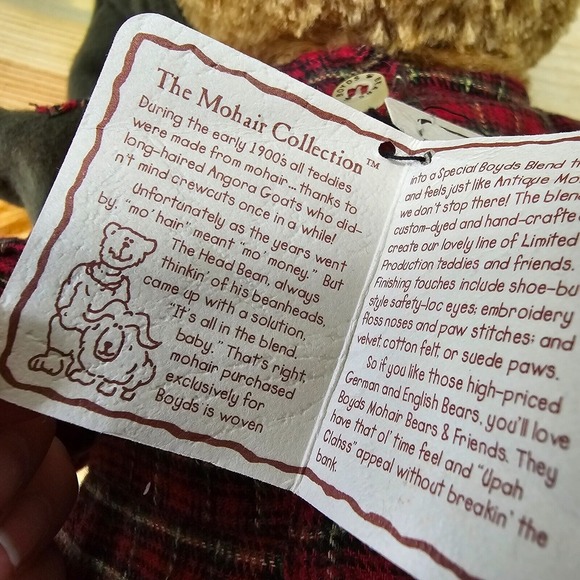 The Mohair Collection™
During the early 1900's all teddies
were made from mohair... thanks to
long-haired Angora Goats who did-
n't mind crewcuts once in a while!
Unfortunately as the years went
by, "mo' hair" meant "mo' money." But
The Head Bean, always
thinkin' of his beanheads,
came up with a solution.
"It's all in the blend,
baby." That's right,
mohair purchased
exclusively for
Boyds is woven
into a Special Boyds Blend
and feels just like Antique
we don't stop there! The
custom-dyed and
create our lovely line of Limited
Production teddies and friends.
Finishing touches include
style safety-loc eyes; embroidery
floss noses and paw stitches; and
velvet, cotton felt, or suede paws.
So if you like those high-priced
German and English Bears, you'll love
Boyds Mohair Bears & Friends. They
have that ol' time feel and "Upah
Clahss" appeal without breakin' the
bank.